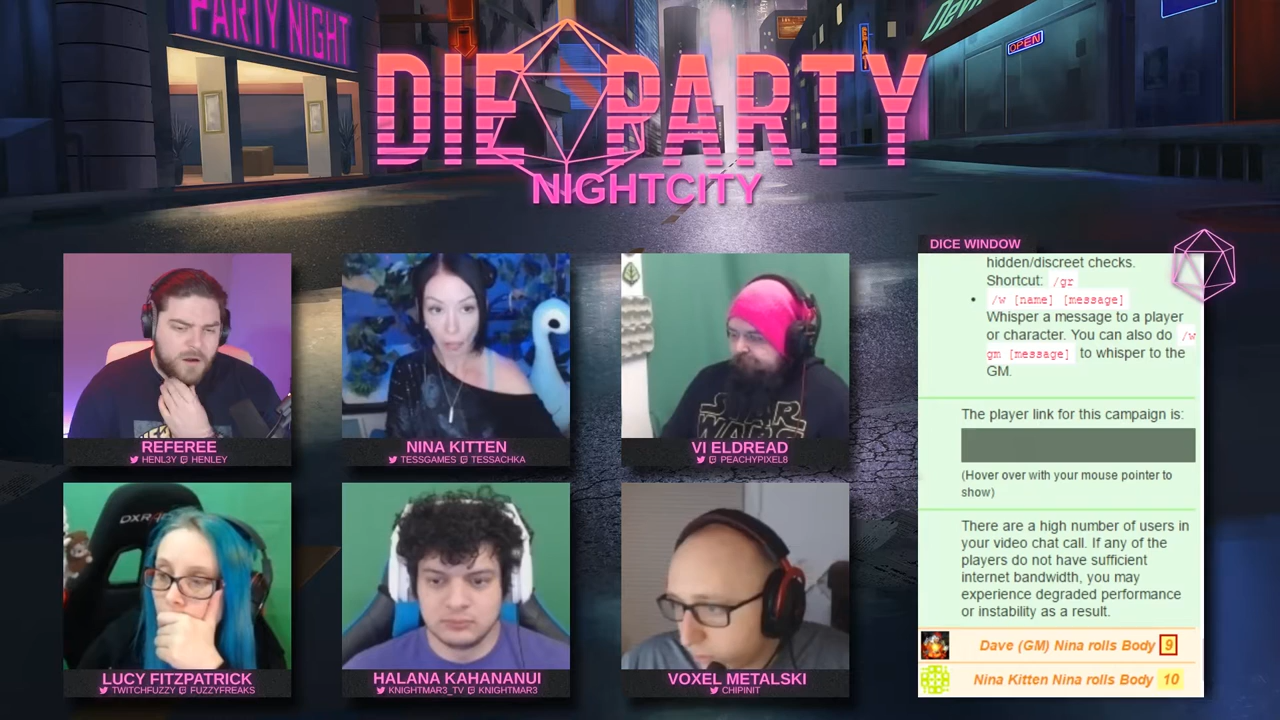 PARTY NIGHT
OPEN
DIE PARTY
NIGHTCITY
DICE WINDOW
hidden/discreet checks.
Shortcut: /gr
• /w [name] [message]
Whisper a message to a player
or character. You can also do /w
gm [message] to whisper to the
GM.
The player link for this campaign is:
(Hover over with your mouse pointer to
show)
There are a high number of users in
your video chat call. If any of the
players do not have sufficient
internet bandwidth, you may
experience degraded performance
or instability as a result.
Dave (GM) Nina rolls Body 9
Nina Kitten Nina rolls Body 10
REFEREE
HENL3Y HENLEY
NINA KITTEN
TESSGAMES TESSACHKA
STAR
WARS
VI ELDREAD
PEACHYPIXEL8
DXR
LUCY FITZPATRICK
TWITCHFUZZY FUZZYFREAKS
HALANA KAHANANUI
KNIGHTMAR3_TV KNIGHTMAR3
VOXEL METALSKI
CHIPINIT